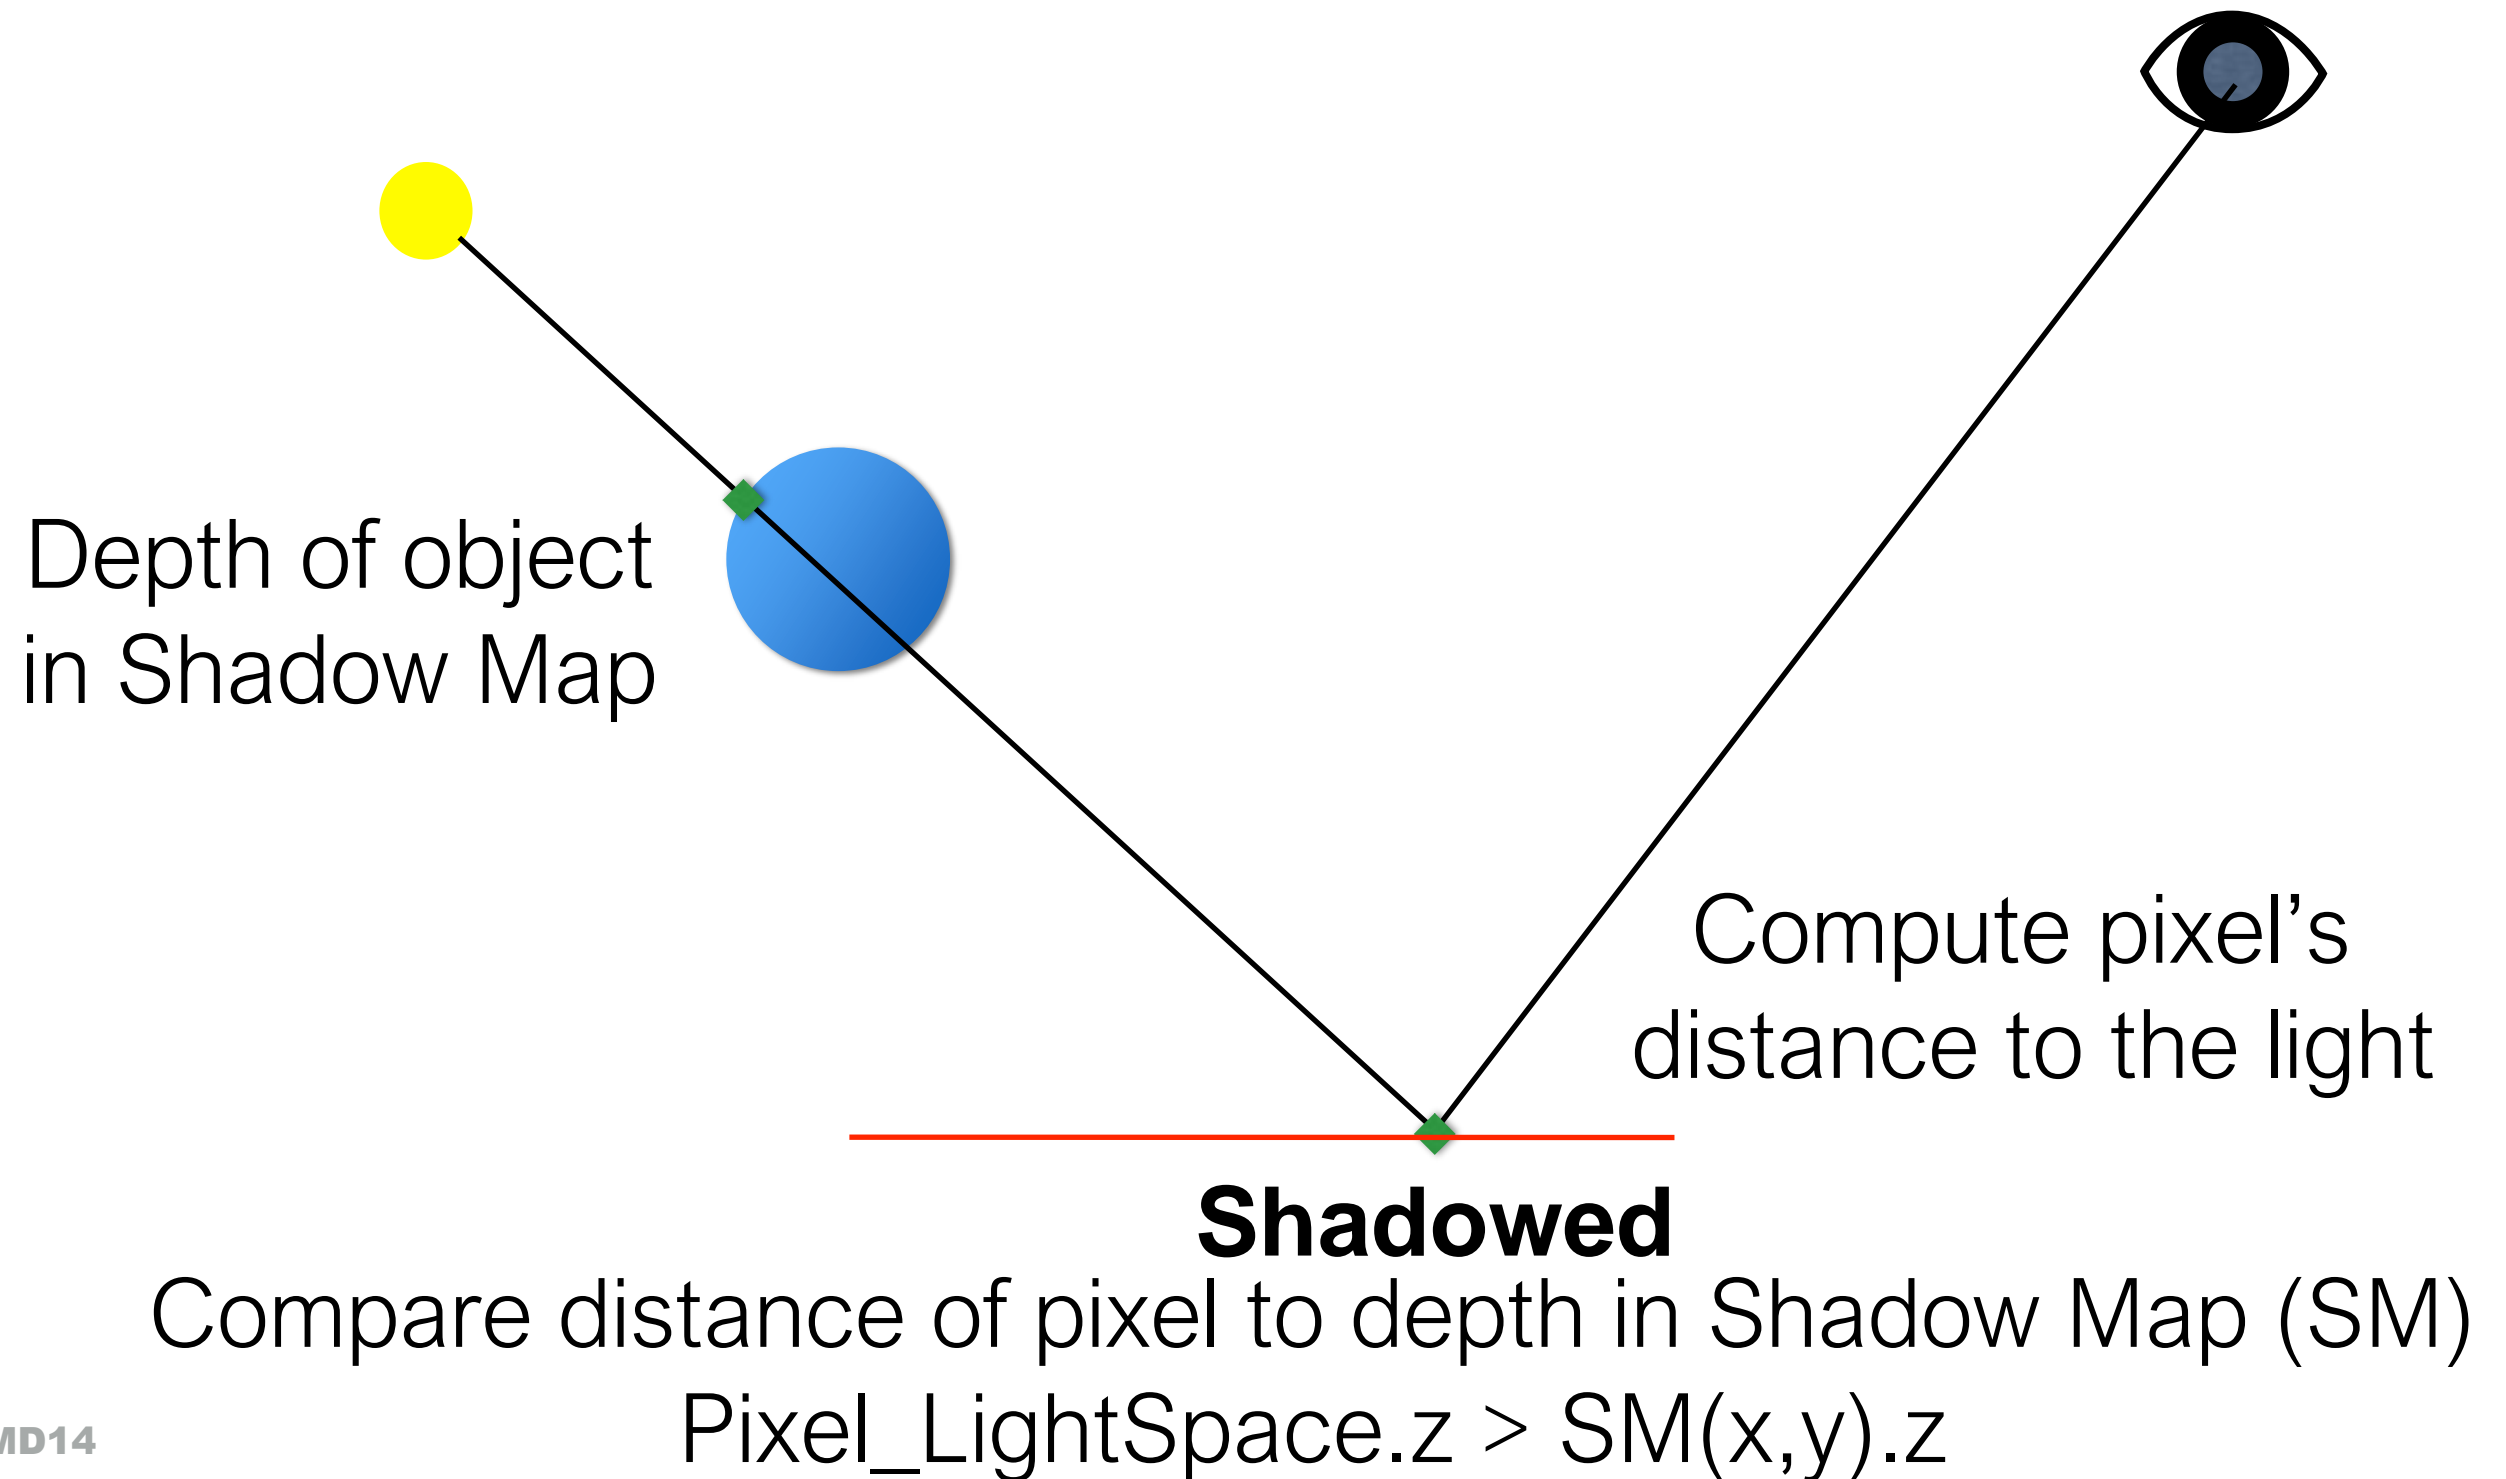 Depth of object
in Shadow Map
Compute pixel’s
distance to the light
Shadowed
Compare distance of pixel to depth in Shadow Map (SM)
Pixel_LightSpace.z > SM(x,y).z